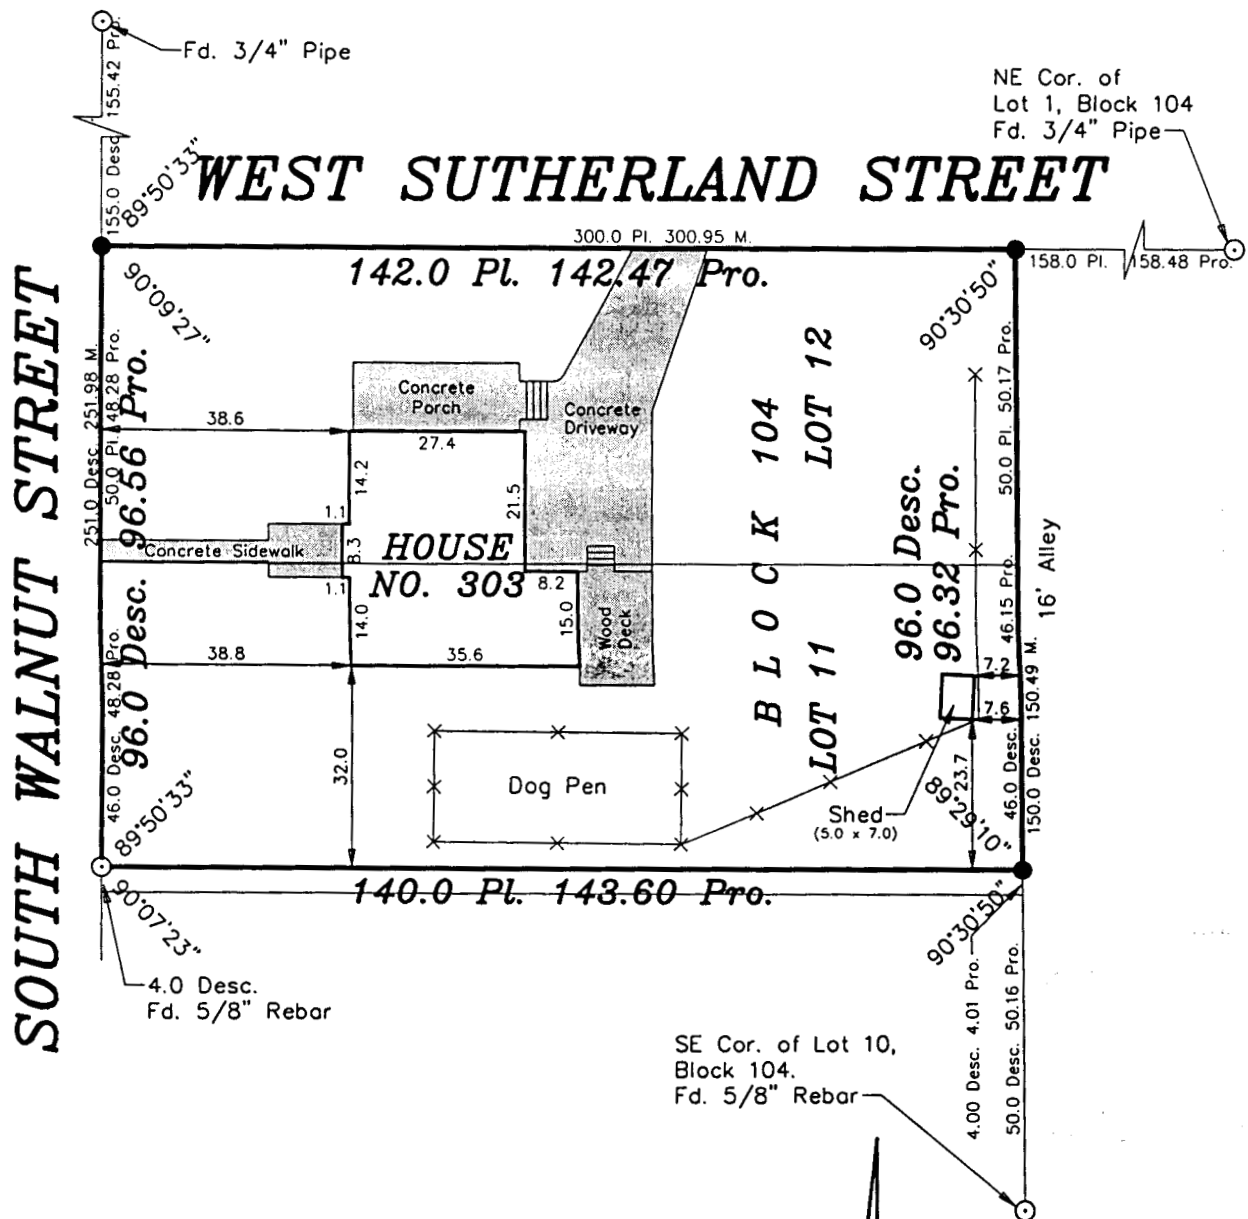 Fd. 3/4" Pipe
155.0 Desc. 155.42 Pro.
NE Cor. of
Lot 1, Block 104
Fd. 3/4" Pipe
89°50'33"
WEST SUTHERLAND STREET
300.0 Pl. 300.95 M.
142.0 Pl. 142.47 Pro.
158.0 Pl. 158.48 Pro.
90°09'27"
90°30'50"
SOUTH WALNUT STREET
251.0 Desc. 251.98 M.
50.0 Pl. 48.28 Pro.
96.0 Desc. 96.56 Pro.
46.0 Desc. 48.28 Pro.
Concrete
Porch
Concrete
Driveway
38.6
27.4
14.2
21.5
1.1
8.3
Concrete Sidewalk
1.1
HOUSE
NO. 303
8.2
14.0
15.0
Wood
Deck
38.8
35.6
32.0
BLOCK 104
LOT 12
LOT 11
50.0 Pl. 50.17 Pro.
96.0 Desc.
96.32 Pro.
46.0 Desc. 46.15 Pro.
150.0 Desc. 150.49 M.
16' Alley
7.2
7.6
23.7
Dog Pen
Shed
(5.0 x 7.0)
89°50'33"
89°29'10"
140.0 Pl. 143.60 Pro.
90°07'23"
90°30'50"
4.0 Desc.
Fd. 5/8" Rebar
4.00 Desc. 4.01 Pro.
50.0 Desc. 50.16 Pro.
SE Cor. of Lot 10,
Block 104.
Fd. 5/8" Rebar